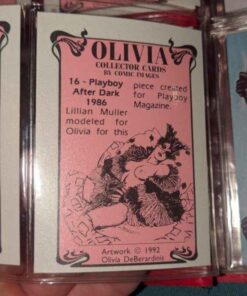 OLIVIA
COLLECTOR CARDS
BY COMIC IMAGES
16 - Playboy
After Dark
1986
Lillian Muller
modeled for
Olivia for this
piece created
for Playboy
Magazine.
Artwork © 1992
Olivia DeBerardinis